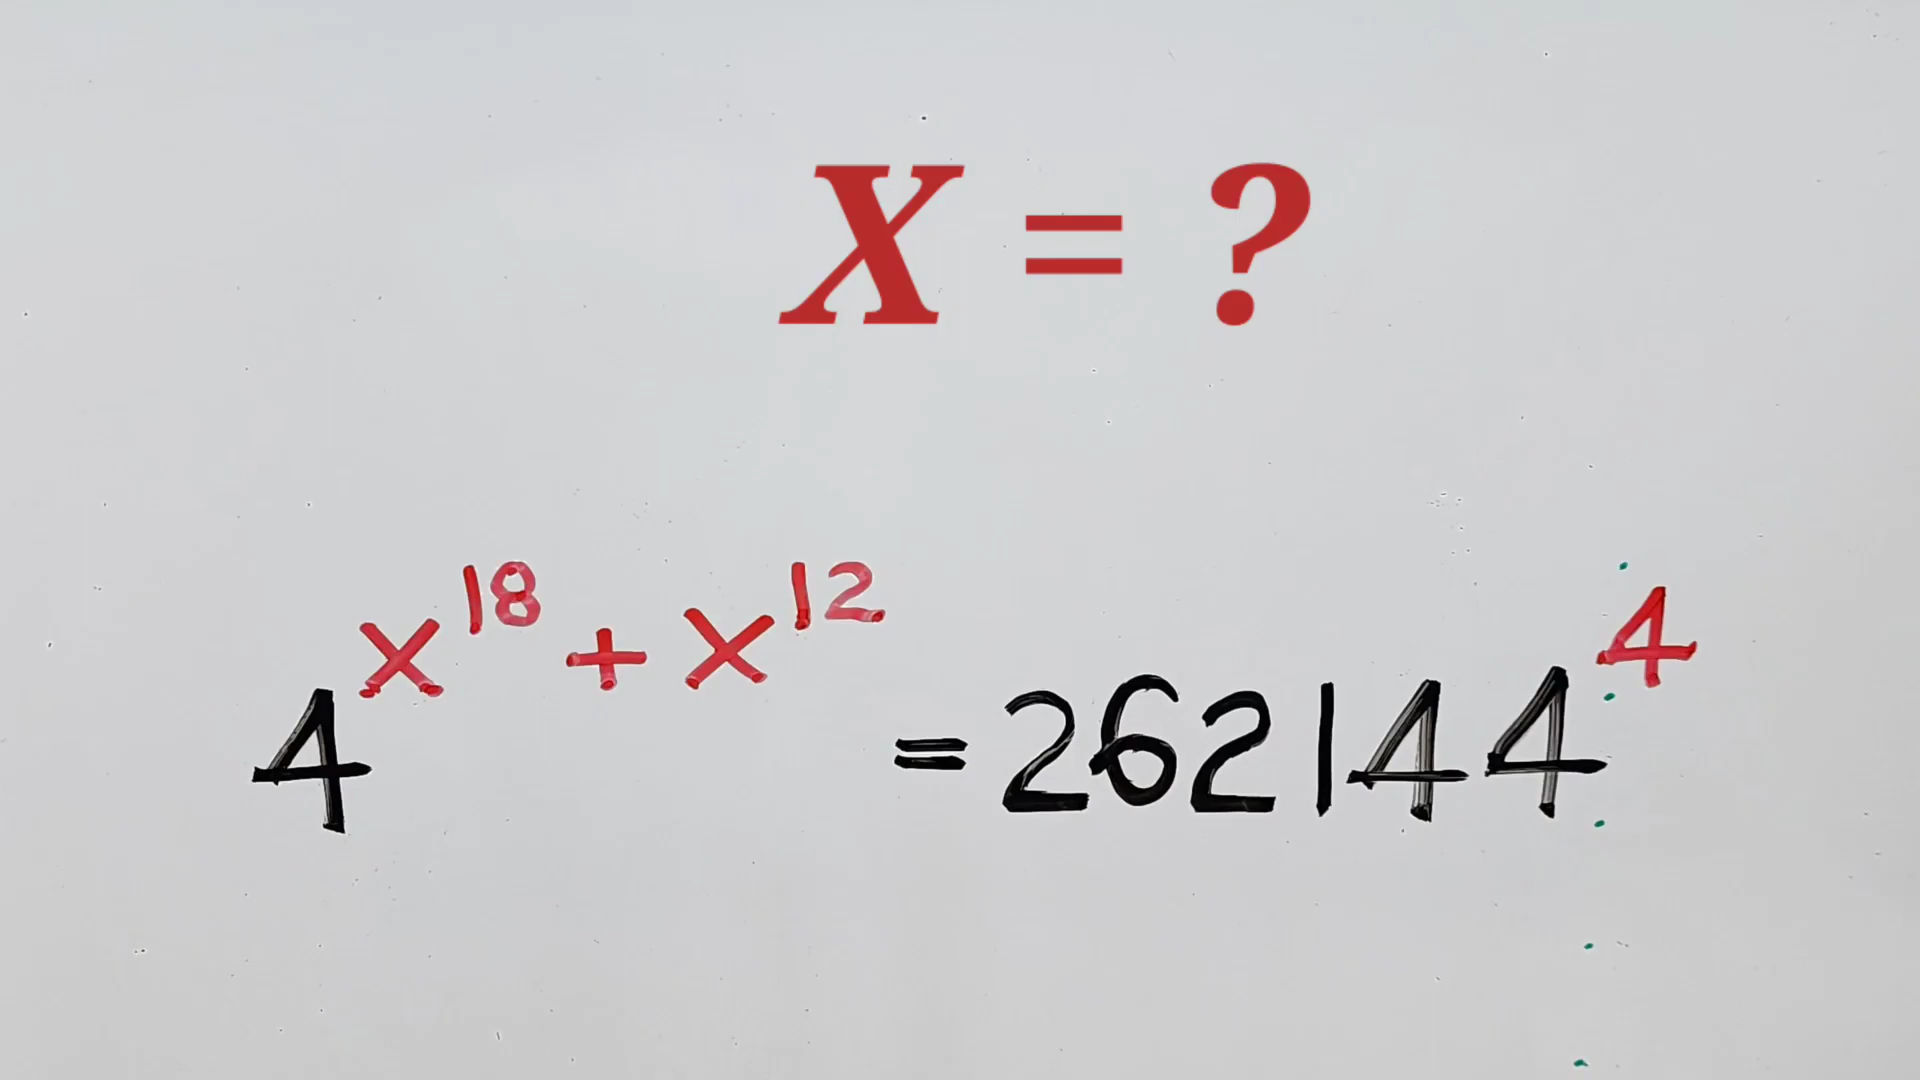 X = ?
4^{x^{18} + x^{12}} = 262144^4